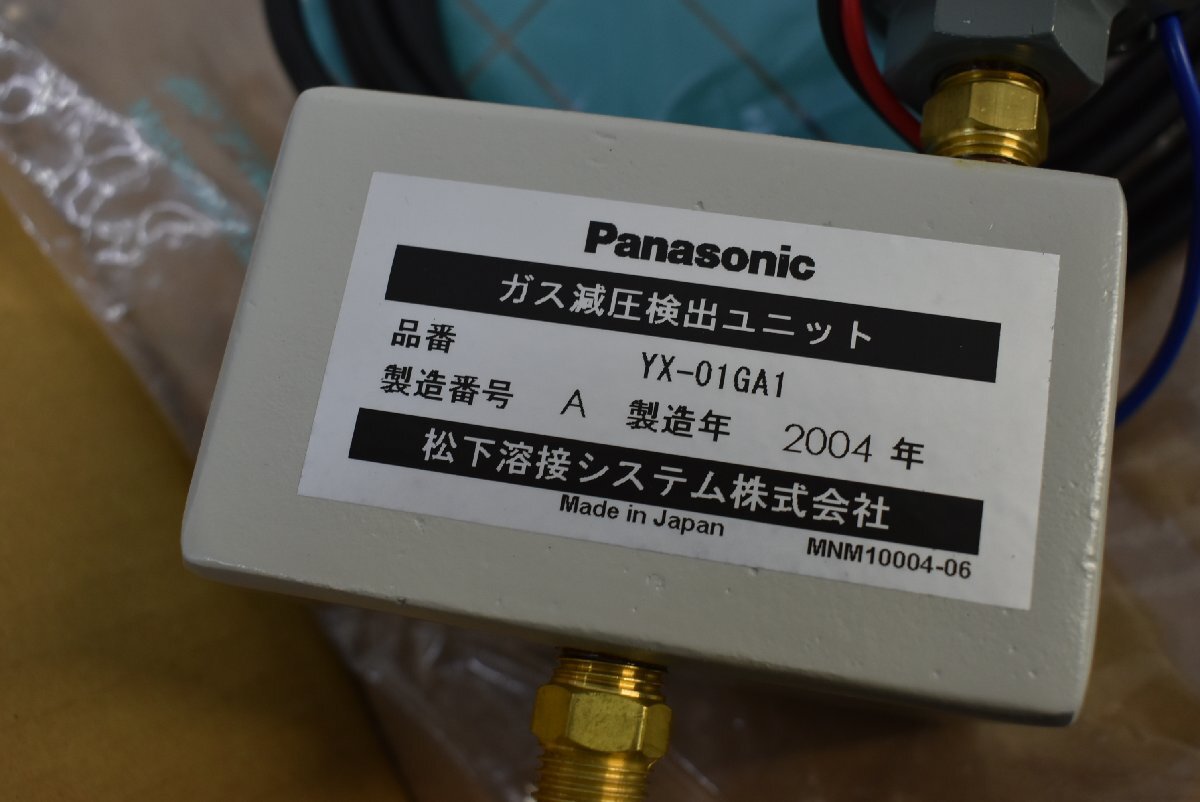 Panasonic
ガス減圧検出ユニット
品番 YX-01GA1
製造番号 A 製造年 2004 年
松下溶接システム株式会社
Made in Japan
MNM10004-06